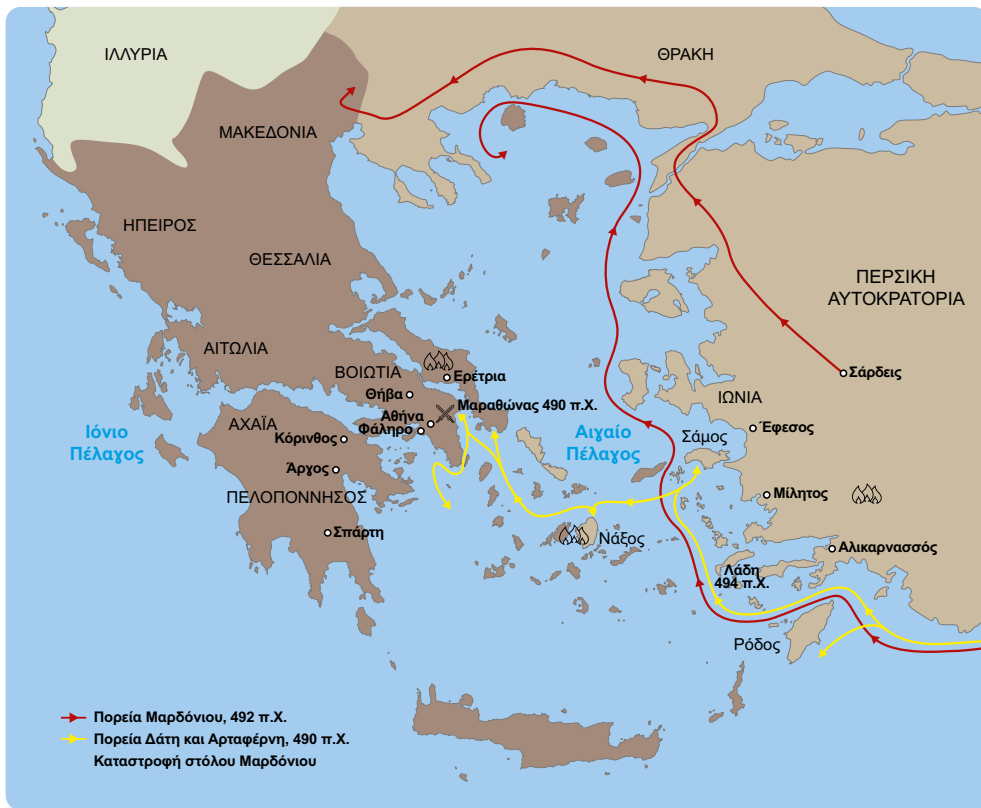 ΙΛΛΥΡΙΑ
ΘΡΑΚΗ
ΜΑΚΕΔΟΝΙΑ
ΗΠΕΙΡΟΣ
ΘΕΣΣΑΛΙΑ
ΠΕΡΣΙΚΗ
ΑΥΤΟΚΡΑΤΟΡΙΑ
ΑΙΤΩΛΙΑ
ΒΟΙΩΤΙΑ
Ερέτρια
Σάρδεις
Θήβα
Μαραθώνας 490 π.Χ.
ΙΩΝΙΑ
ΑΧΑΪΑ
Αθήνα
Φάληρο
Έφεσος
Ιόνιο
Πέλαγος
Κόρινθος
Αιγαίο
Πέλαγος
Σάμος
Άργος
ΠΕΛΟΠΟΝΝΗΣΟΣ
Μίλητος
Σπάρτη
Νάξος
Αλικαρνασσός
Λάδη
494 π.Χ.
Ρόδος
Πορεία Μαρδόνιου, 492 π.Χ.
Πορεία Δάτη και Αρταφέρνη, 490 π.Χ.
Καταστροφή στόλου Μαρδόνιου